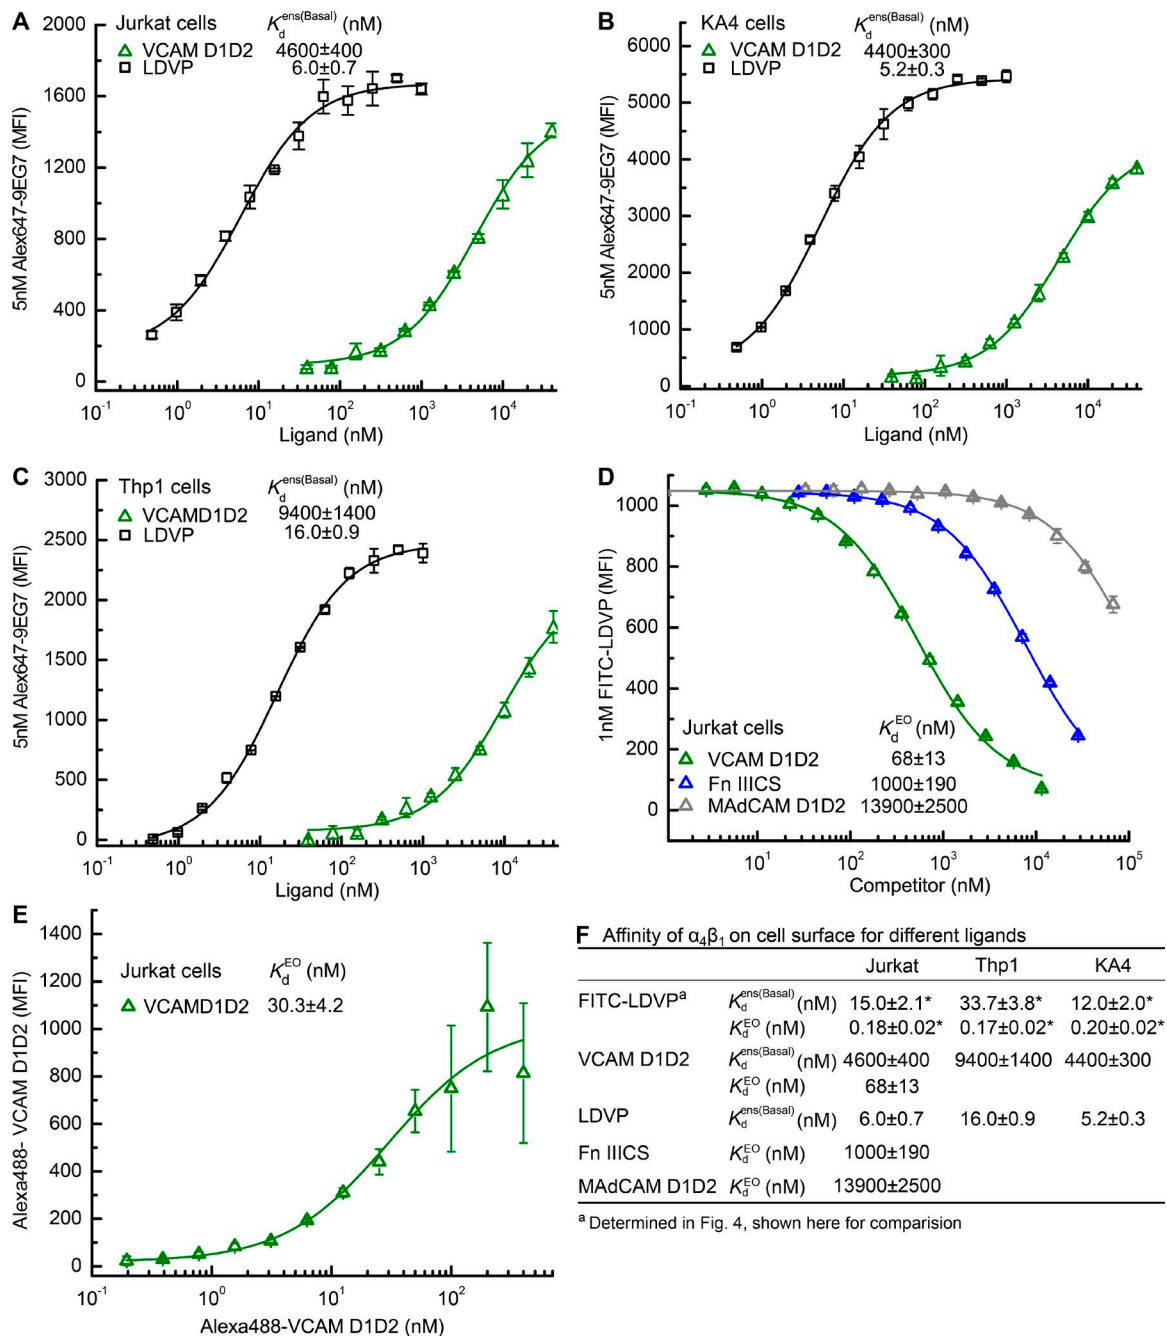 A
Jurkat cells K_d^ens(Basal) (nM)
VCAM D1D2 4600±400
LDVP 6.0±0.7
5nM Alex647-9EG7 (MFI)
1600
1200
800
400
0
10^-1 10^0 10^1 10^2 10^3 10^4
Ligand (nM)
B
KA4 cells K_d^ens(Basal) (nM)
VCAM D1D2 4400±300
LDVP 5.2±0.3
5nM Alex647-9EG7 (MFI)
6000
5000
4000
3000
2000
1000
0
10^-1 10^0 10^1 10^2 10^3 10^4
Ligand (nM)
C
Thp1 cells K_d^ens(Basal) (nM)
VCAMD1D2 9400±1400
LDVP 16.0±0.9
5nM Alex647-9EG7 (MFI)
3000
2500
2000
1500
1000
500
0
10^-1 10^0 10^1 10^2 10^3 10^4
Ligand (nM)
D
1nM FITC-LDVP (MFI)
1000
800
600
400
200
0
Jurkat cells K_d^EO (nM)
VCAM D1D2 68±13
Fn IIICS 1000±190
MAdCAM D1D2 13900±2500
10^1 10^2 10^3 10^4 10^5
Competitor (nM)
E
Jurkat cells K_d^EO (nM)
VCAMD1D2 30.3±4.2
Alexa488- VCAM D1D2 (MFI)
1400
1200
1000
800
600
400
200
0
10^-1 10^0 10^1 10^2
Alexa488-VCAM D1D2 (nM)
F Affinity of α4β1 on cell surface for different ligands
Jurkat Thp1 KA4
FITC-LDVP^a K_d^ens(Basal) (nM) 15.0±2.1* 33.7±3.8* 12.0±2.0*
K_d^EO (nM) 0.18±0.02* 0.17±0.02* 0.20±0.02*
VCAM D1D2 K_d^ens(Basal) (nM) 4600±400 9400±1400 4400±300
K_d^EO (nM) 68±13
LDVP K_d^ens(Basal) (nM) 6.0±0.7 16.0±0.9 5.2±0.3
Fn IIICS K_d^EO (nM) 1000±190
MAdCAM D1D2 K_d^EO (nM) 13900±2500
^a Determined in Fig. 4, shown here for comparision